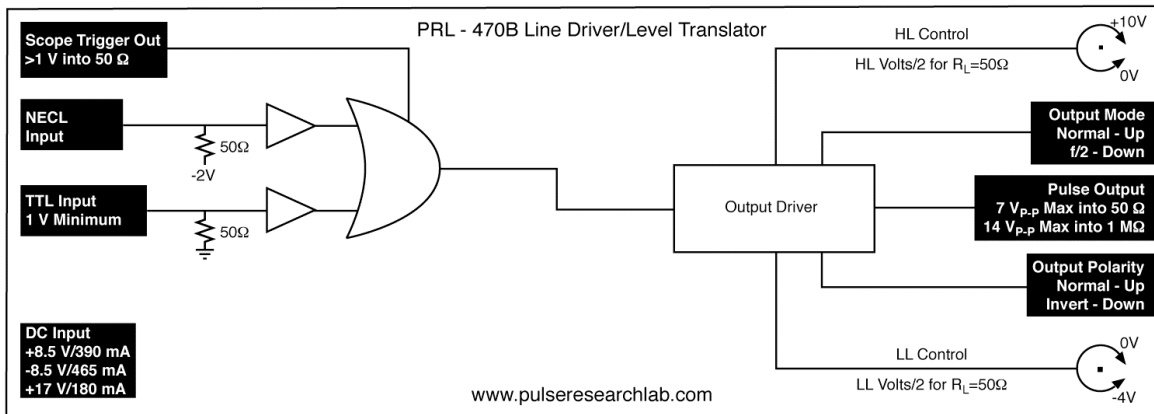 PRL - 470B Line Driver/Level Translator
Scope Trigger Out
>1 V into 50 Ω
NECL
Input
50Ω
-2V
TTL Input
1 V Minimum
50Ω
DC Input
+8.5 V/390 mA
-8.5 V/465 mA
+17 V/180 mA
Output Driver
HL Control
HL Volts/2 for RL=50Ω
+10V
0V
Output Mode
Normal - Up
f/2 - Down
Pulse Output
7 VP-P Max into 50 Ω
14 VP-P Max into 1 MΩ
Output Polarity
Normal - Up
Invert - Down
LL Control
LL Volts/2 for RL=50Ω
0V
-4V
www.pulseresearchlab.com